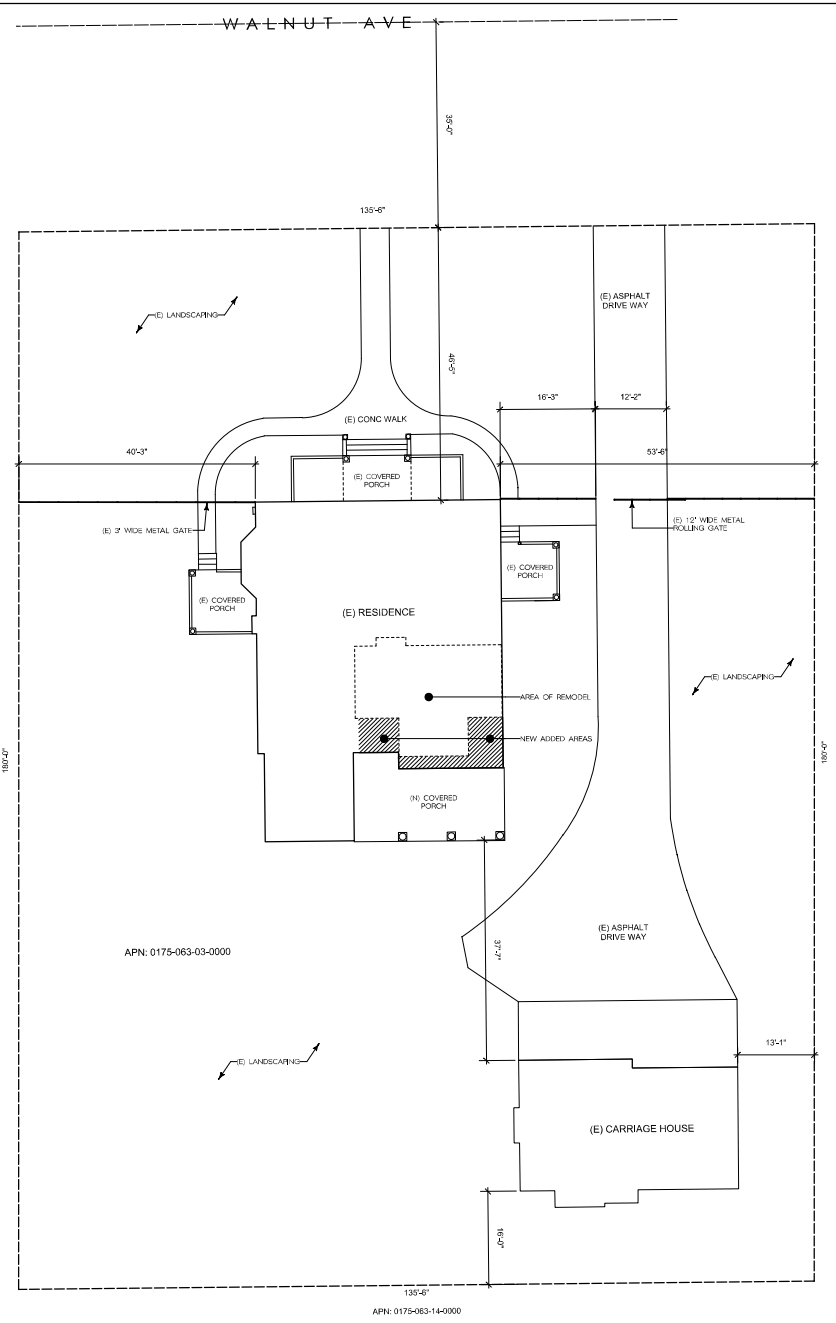 WALNUT AVE
35'-0"
135'-6"
(E) LANDSCAPING
(E) ASPHALT
DRIVE WAY
46'-5"
16'-3"
12'-2"
(E) CONC WALK
40'-3"
53'-6"
(E) COVERED
PORCH
(E) 3' WIDE METAL GATE
(E) 12' WIDE METAL
ROLLING GATE
(E) COVERED
PORCH
(E) COVERED
PORCH
(E) RESIDENCE
(E) LANDSCAPING
AREA OF REMODEL
NEW ADDED AREAS
180'-0"
180'-0"
(N) COVERED
PORCH
(E) ASPHALT
DRIVE WAY
37'-7"
APN: 0175-063-03-0000
13'-1"
(E) LANDSCAPING
(E) CARRIAGE HOUSE
16'-0"
135'-6"
APN: 0175-063-14-0000